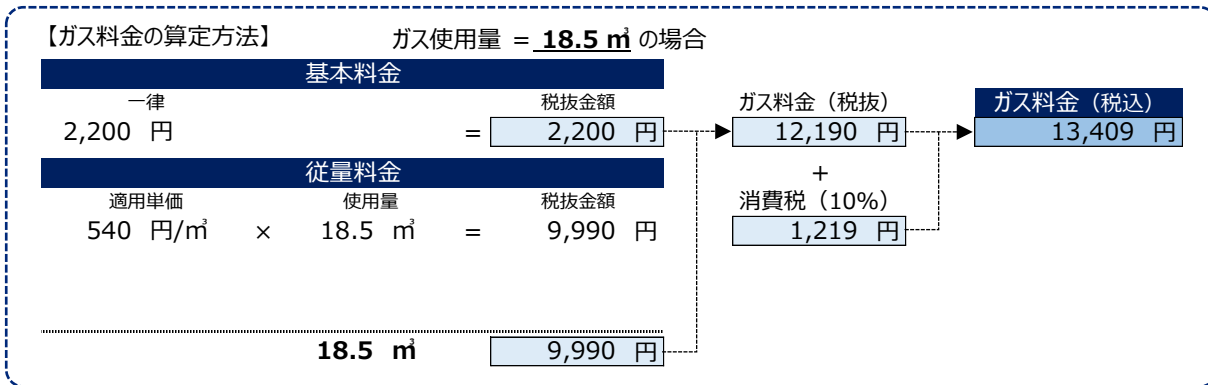 【ガス料金の算定方法】 ガス使用量 = 18.5 ㎥ の場合
基本料金
一律 税抜金額
2,200 円 = 2,200 円
ガス料金（税抜）
12,190 円
ガス料金（税込）
13,409 円
従量料金
適用単価 使用量 税抜金額
540 円/㎥ × 18.5 ㎥ = 9,990 円
+
消費税（10%）
1,219 円
18.5 ㎥ 9,990 円